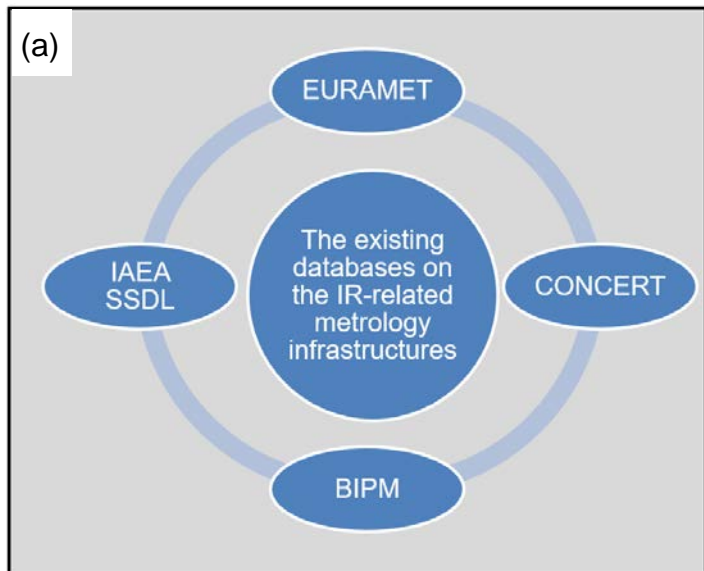 (a)
EURAMET
IAEA
SSDL
The existing
databases on
the IR-related
metrology
infrastructures
CONCERT
BIPM